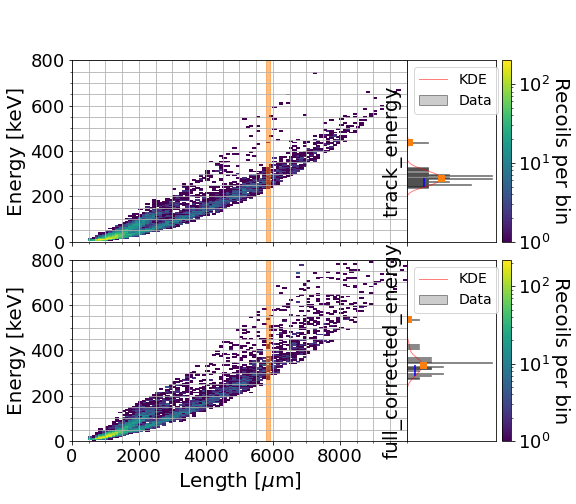 800
600
400
200
0
Energy [keV]
track_energy
KDE
Data
10²
10¹
10⁰
Recoils per bin
800
600
400
200
0
Energy [keV]
full_corrected_energy
KDE
Data
10²
10¹
10⁰
Recoils per bin
0 2000 4000 6000 8000
Length [μm]